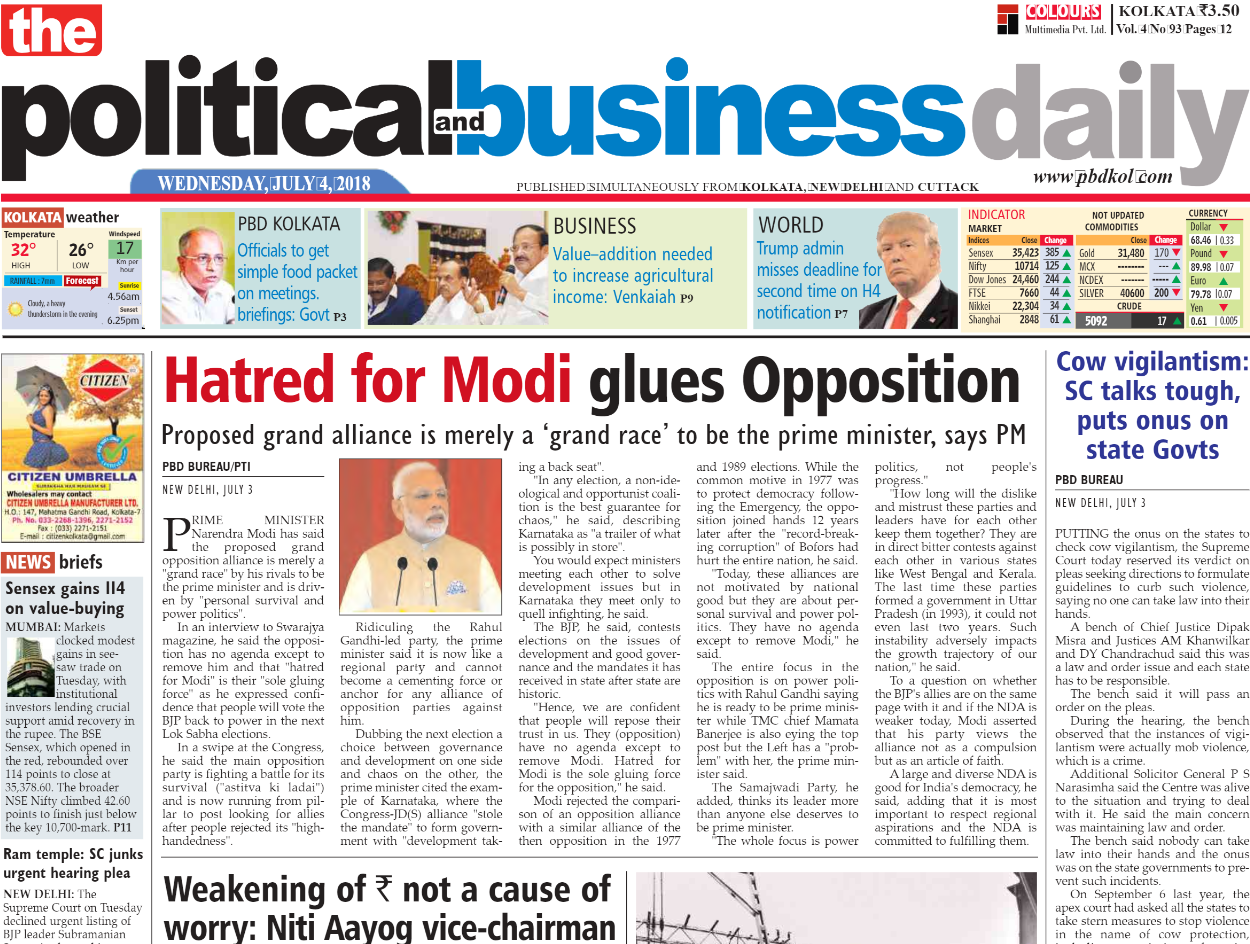 the
COLOURS
Multimedia Pvt. Ltd.
KOLKATA ₹3.50
Vol. 4 No 93 Pages 12
political and business daily
WEDNESDAY, JULY 4, 2018
PUBLISHED SIMULTANEOUSLY FROM KOLKATA, NEW DELHI AND CUTTACK
www.pbdkol.com
KOLKATA weather
Temperature
32°
HIGH
26°
LOW
Windspeed
17
Km per
hour
RAINFALL: 7mm
Forecast
Cloudy, a heavy
thunderstorm in the evening
Sunrise
4.56am
Sunset
6.25pm
PBD KOLKATA
Officials to get
simple food packet
on meetings.
briefings: Govt P3
BUSINESS
Value–addition needed
to increase agricultural
income: Venkaiah P9
WORLD
Trump admin
misses deadline for
second time on H4
notification P7
INDICATOR
MARKET
Indices Close Change
Sensex 35,423 385
Nifty 10714 125
Dow Jones 24,460 244
FTSE 7660 44
Nikkei 22,304 34
Shanghai 2848 61
NOT UPDATED
COMMODITIES
Close Change
Gold 31,480 170
MCX -------- ---
NCDEX -------- -----
SILVER 40600 200
CRUDE
5092 17
CURRENCY
Dollar
68.46 0.33
Pound
89.98 0.07
Euro
79.78 0.07
Yen
0.61 0.005
CITIZEN
CITIZEN UMBRELLA
Wholesalers may contact
CITIZEN UMBRELLA MANUFACTURER LTD.
H.O.: 147, Mahatma Gandhi Road, Kolkata-7
Ph. No. 033-2268-1396, 2271-2152
Fax : (033) 2271-2151
E-mail : citizenkolkata@gmail.com
NEWS briefs
Sensex gains 114
on value-buying
MUMBAI: Markets
clocked modest
gains in see-
saw trade on
Tuesday, with
institutional
investors lending crucial
support amid recovery in
the rupee. The BSE
Sensex, which opened in
the red, rebounded over
114 points to close at
35,378.60. The broader
NSE Nifty climbed 42.60
points to finish just below
the key 10,700-mark. P11
Ram temple: SC junks
urgent hearing plea
NEW DELHI: The
Supreme Court on Tuesday
declined urgent listing of
BJP leader Subramanian
Hatred for Modi glues Opposition
Proposed grand alliance is merely a ‘grand race’ to be the prime minister, says PM
PBD BUREAU/PTI
NEW DELHI, JULY 3
PRIME MINISTER
Narendra Modi has said
the proposed grand
opposition alliance is merely a
"grand race" by his rivals to be
the prime minister and is driv-
en by "personal survival and
power politics".
In an interview to Swarajya
magazine, he said the opposi-
tion has no agenda except to
remove him and that "hatred
for Modi" is their "sole gluing
force" as he expressed confi-
dence that people will vote the
BJP back to power in the next
Lok Sabha elections.
In a swipe at the Congress,
he said the main opposition
party is fighting a battle for its
survival ("astitva ki ladai")
and is now running from pil-
lar to post looking for allies
after people rejected its "high-
handedness".
Ridiculing the Rahul
Gandhi-led party, the prime
minister said it is now like a
regional party and cannot
become a cementing force or
anchor for any alliance of
opposition parties against
him.
Dubbing the next election a
choice between governance
and development on one side
and chaos on the other, the
prime minister cited the exam-
ple of Karnataka, where the
Congress-JD(S) alliance "stole
the mandate" to form govern-
ment with "development tak-
ing a back seat".
"In any election, a non-ide-
ological and opportunist coali-
tion is the best guarantee for
chaos," he said, describing
Karnataka as "a trailer of what
is possibly in store".
"You would expect ministers
meeting each other to solve
development issues but in
Karnataka they meet only to
quell infighting, he said.
The BJP, he said, contests
elections on the issues of
development and good gover-
nance and the mandates it has
received in state after state are
historic.
"Hence, we are confident
that people will repose their
trust in us. They (opposition)
have no agenda except to
remove Modi. Hatred for
Modi is the sole gluing force
for the opposition," he said.
Modi rejected the compari-
son of an opposition alliance
with a similar alliance of the
then opposition in the 1977
and 1989 elections. While the
common motive in 1977 was
to protect democracy follow-
ing the Emergency, the oppo-
sition joined hands 12 years
later after the "record-break-
ing corruption" of Bofors had
hurt the entire nation, he said.
"Today, these alliances are
not motivated by national
good but they are about per-
sonal survival and power pol-
itics. They have no agenda
except to remove Modi," he
said.
The entire focus in the
opposition is on power poli-
tics with Rahul Gandhi saying
he is ready to be prime minis-
ter while TMC chief Mamata
Banerjee is also eying the top
post but the Left has a "prob-
lem" with her, the prime min-
ister said.
The Samajwadi Party, he
added, thinks its leader more
than anyone else deserves to
be prime minister.
"The whole focus is power
politics, not people's
progress."
"How long will the dislike
and mistrust these parties and
leaders have for each other
keep them together? They are
in direct bitter contests against
each other in various states
like West Bengal and Kerala.
The last time these parties
formed a government in Uttar
Pradesh (in 1993), it could not
even last two years. Such
instability adversely impacts
the growth trajectory of our
nation," he said.
To a question on whether
the BJP's allies are on the same
page with it and if the NDA is
weaker today, Modi asserted
that his party views the
alliance not as a compulsion
but as an article of faith.
A large and diverse NDA is
good for India's democracy, he
said, adding that it is most
important to respect regional
aspirations and the NDA is
committed to fulfilling them.
Weakening of ₹ not a cause of
worry: Niti Aayog vice-chairman
Cow vigilantism:
SC talks tough,
puts onus on
state Govts
PBD BUREAU
NEW DELHI, JULY 3
PUTTING the onus on the states to
check cow vigilantism, the Supreme
Court today reserved its verdict on
pleas seeking directions to formulate
guidelines to curb such violence,
saying no one can take law into their
hands.
A bench of Chief Justice Dipak
Misra and Justices AM Khanwilkar
and DY Chandrachud said this was
a law and order issue and each state
has to be responsible.
The bench said it will pass an
order on the pleas.
During the hearing, the bench
observed that the instances of vigi-
lantism were actually mob violence,
which is a crime.
Additional Solicitor General P S
Narasimha said the Centre was alive
to the situation and trying to deal
with it. He said the main concern
was maintaining law and order.
The bench said nobody can take
law into their hands and the onus
was on the state governments to pre-
vent such incidents.
On September 6 last year, the
apex court had asked all the states to
take stern measures to stop violence
in the name of cow protection,